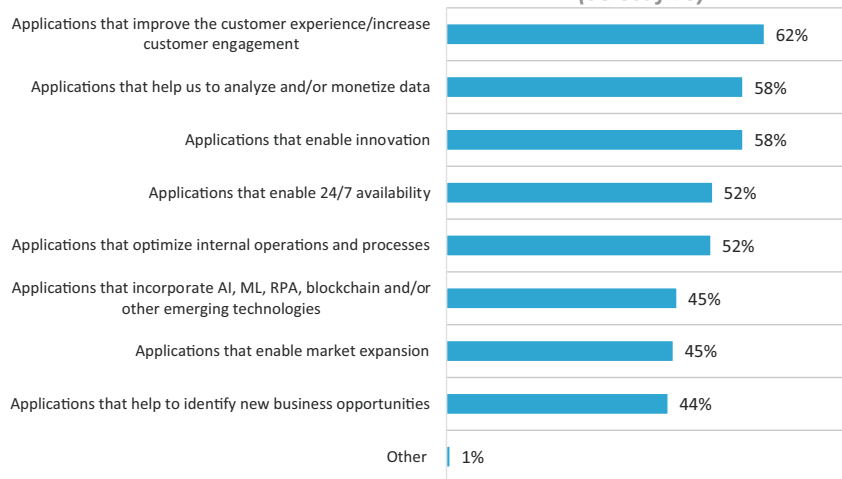 Applications that improve the customer experience/increase
customer engagement
62%
Applications that help us to analyze and/or monetize data
58%
Applications that enable innovation
58%
Applications that enable 24/7 availability
52%
Applications that optimize internal operations and processes
52%
Applications that incorporate AI, ML, RPA, blockchain and/or
other emerging technologies
45%
Applications that enable market expansion
45%
Applications that help to identify new business opportunities
44%
Other
1%